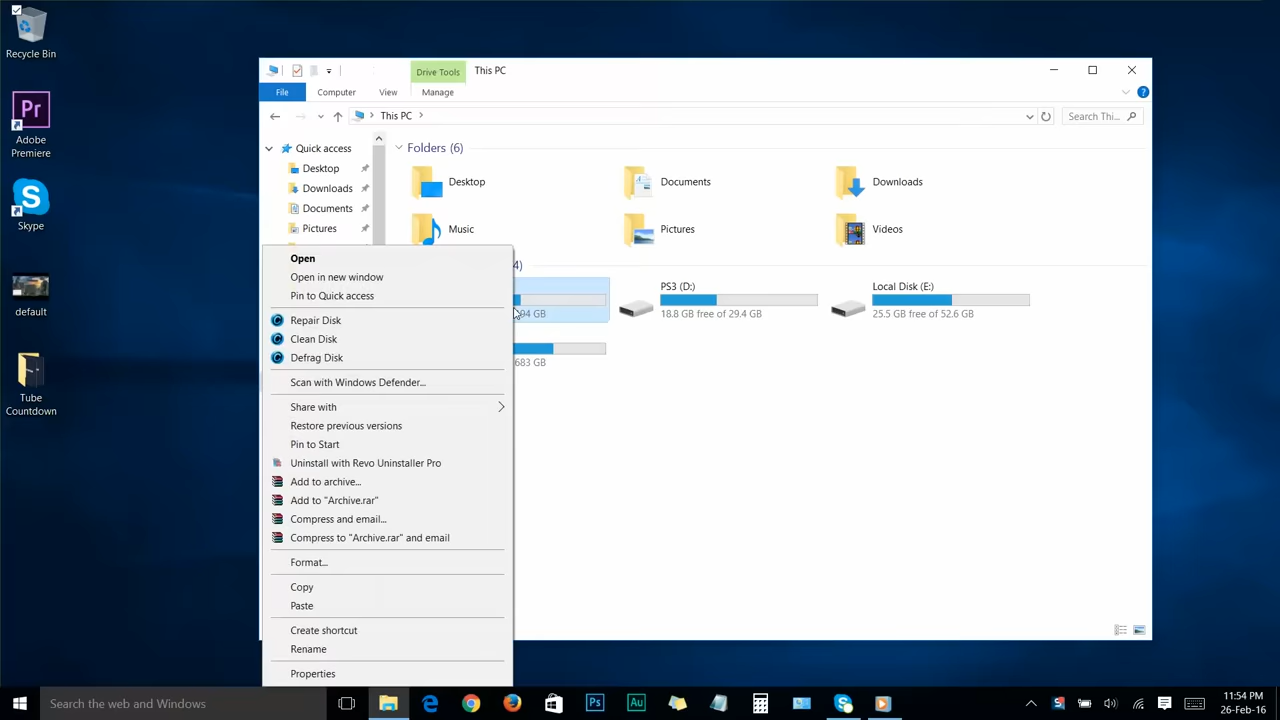 Recycle Bin
Adobe
Premiere
Skype
default
Tube
Countdown
Drive Tools
This PC
File
Computer
View
Manage
This PC
Search Thi...
Quick access
Desktop
Downloads
Documents
Pictures
Folders (6)
Desktop
Documents
Downloads
Music
Pictures
Videos
4)
94 GB
PS3 (D:)
18.8 GB free of 29.4 GB
Local Disk (E:)
25.5 GB free of 52.6 GB
683 GB
Open
Open in new window
Pin to Quick access
Repair Disk
Clean Disk
Defrag Disk
Scan with Windows Defender...
Share with
Restore previous versions
Pin to Start
Uninstall with Revo Uninstaller Pro
Add to archive...
Add to "Archive.rar"
Compress and email...
Compress to "Archive.rar" and email
Format...
Copy
Paste
Create shortcut
Rename
Properties
Search the web and Windows
11:54 PM
26-Feb-16